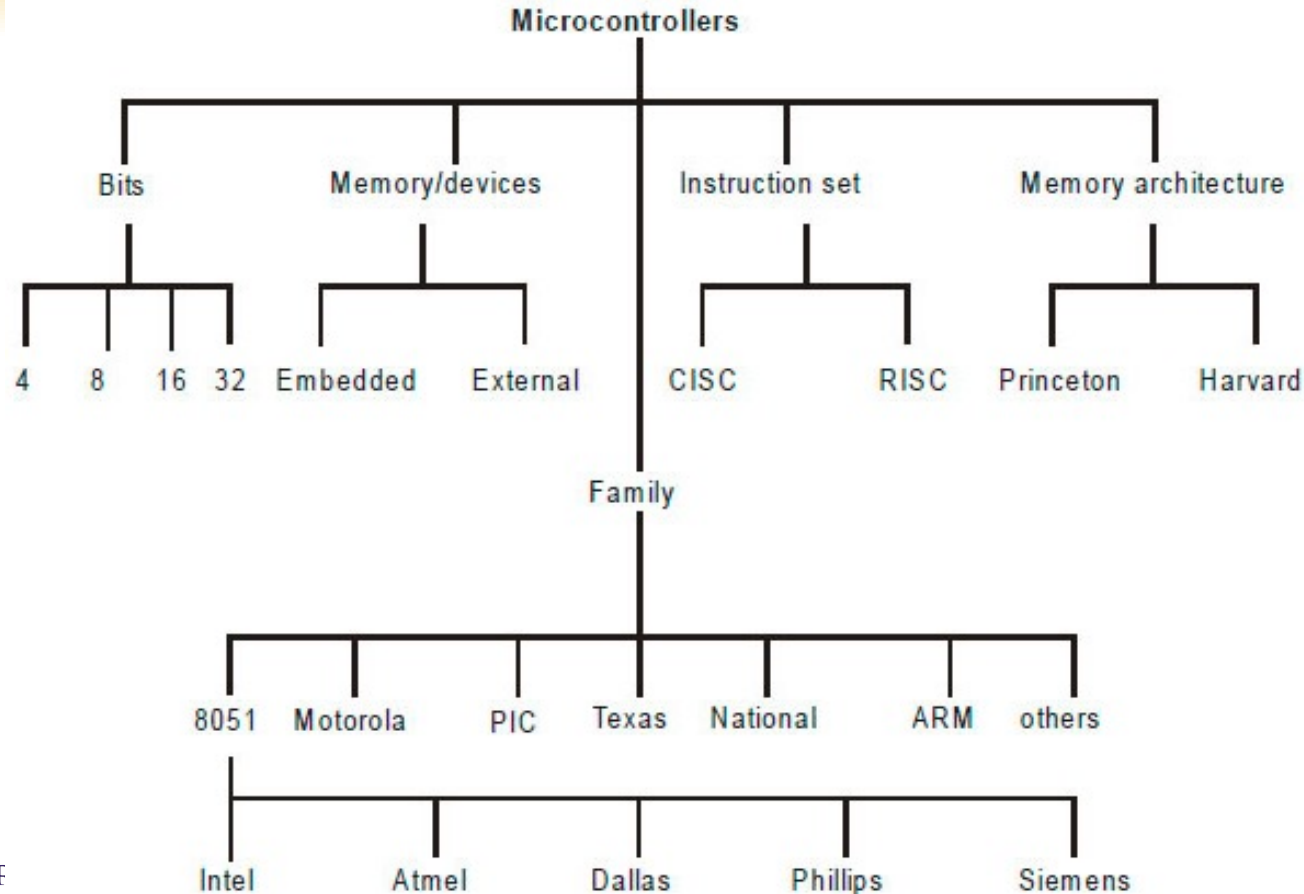 Microcontrollers
Bits Memory/devices Instruction set Memory architecture
4 8 16 32 Embedded External CISC RISC Princeton Harvard
Family
8051 Motorola PIC Texas National ARM others
Intel Atmel Dallas Phillips Siemens